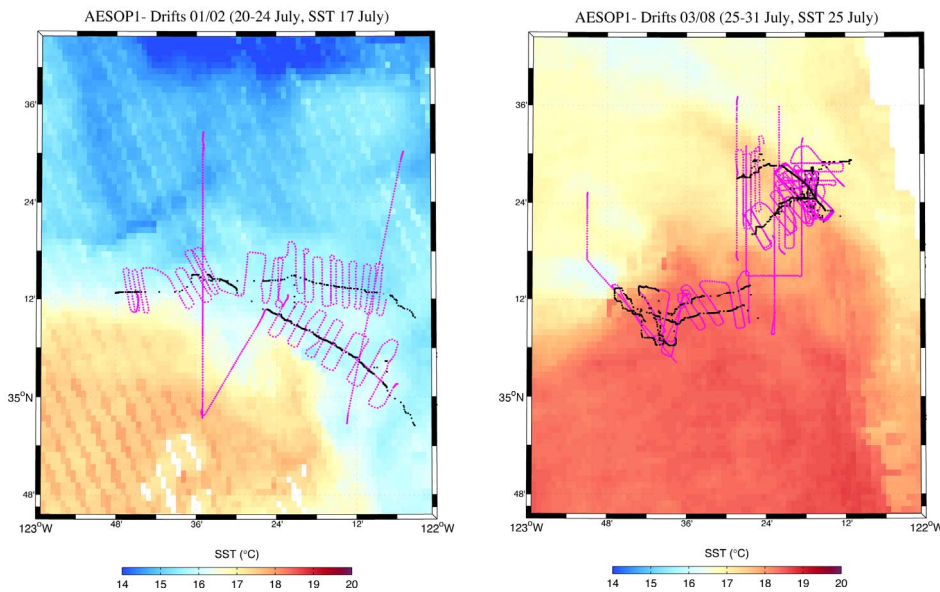 AESOP1- Drifts 01/02 (20-24 July, SST 17 July)
36'
24'
12'
35°N
48'
123°W
48'
36'
24'
12'
122°W
SST (°C)
14 15 16 17 18 19 20
AESOP1- Drifts 03/08 (25-31 July, SST 25 July)
36'
24'
12'
35°N
48'
123°W
48'
36'
24'
12'
122°W
SST (°C)
14 15 16 17 18 19 20